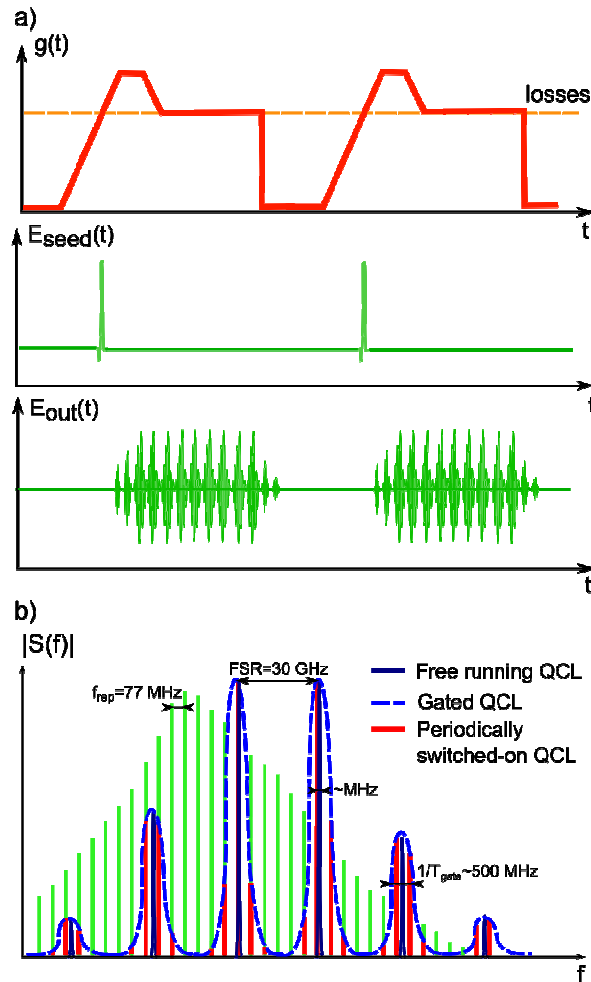 a)
g(t)
losses
t
Eseed(t)
t
Eout(t)
t
b)
|S(f)|
FSR=30 GHz
frep=77 MHz
Free running QCL
Gated QCL
Periodically
switched-on QCL
~MHz
1/Tgate~500 MHz
f